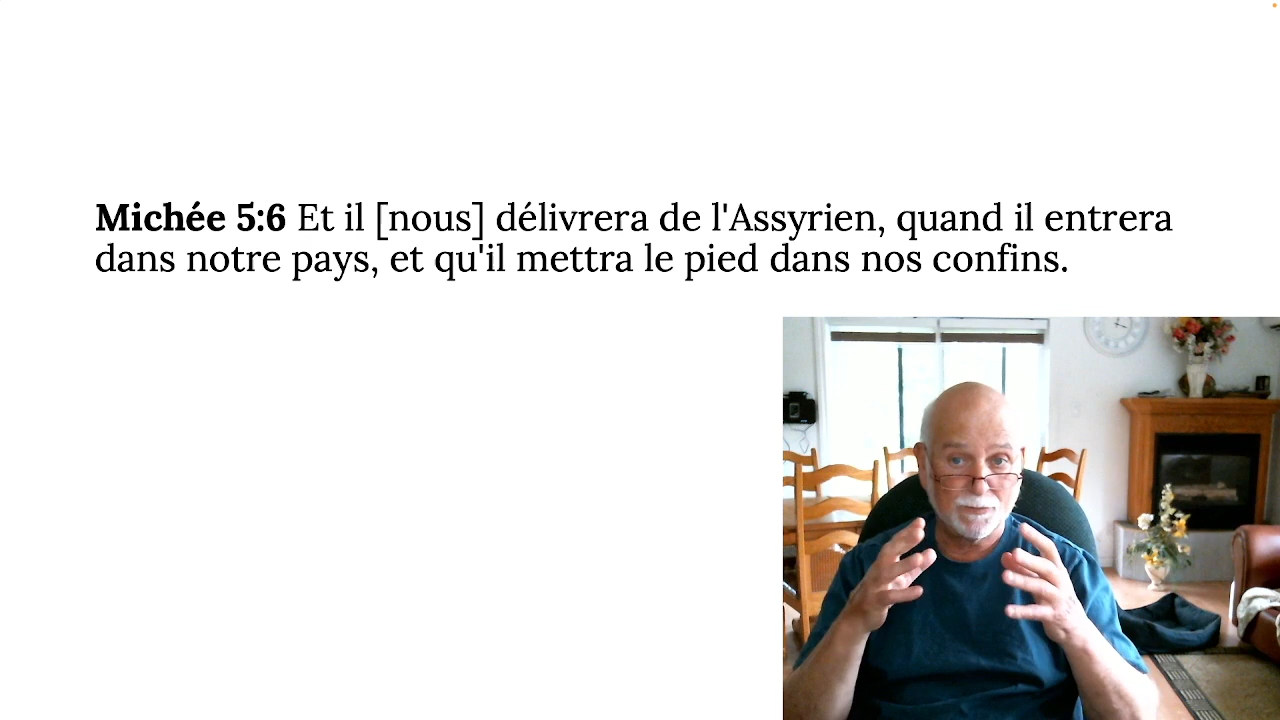 Michée 5:6 Et il [nous] délivrera de l'Assyrien, quand il entrera
dans notre pays, et qu'il mettra le pied dans nos confins.